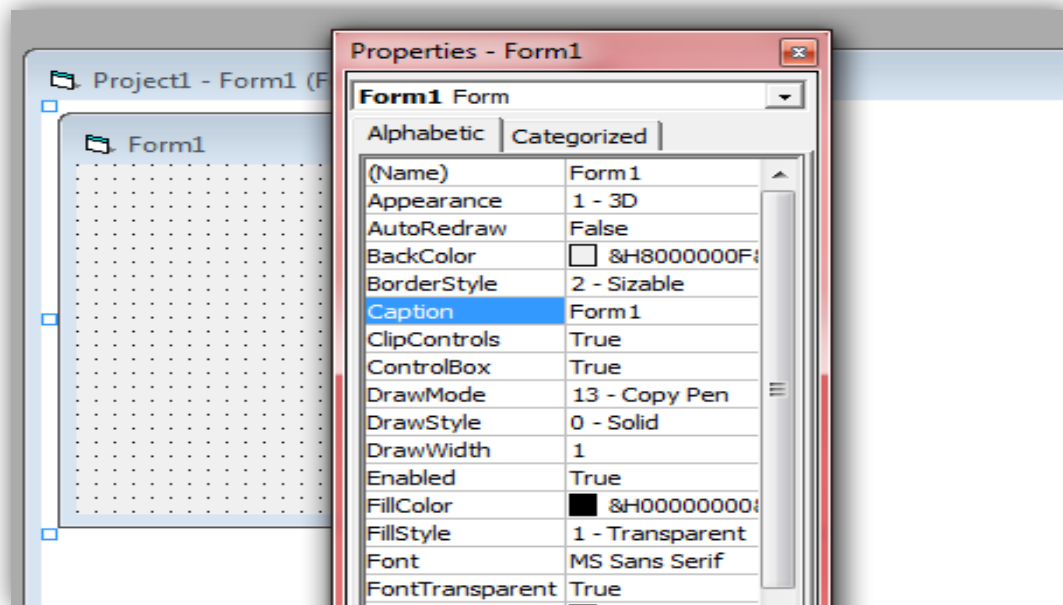 Properties - Form1
Project1 - Form1 (F
Form1 Form
Form1
Alphabetic Categorized
(Name) Form1
Appearance 1 - 3D
AutoRedraw False
BackColor &H8000000F&
BorderStyle 2 - Sizable
Caption Form1
ClipControls True
ControlBox True
DrawMode 13 - Copy Pen
DrawStyle 0 - Solid
DrawWidth 1
Enabled True
FillColor &H00000000&
FillStyle 1 - Transparent
Font MS Sans Serif
FontTransparent True